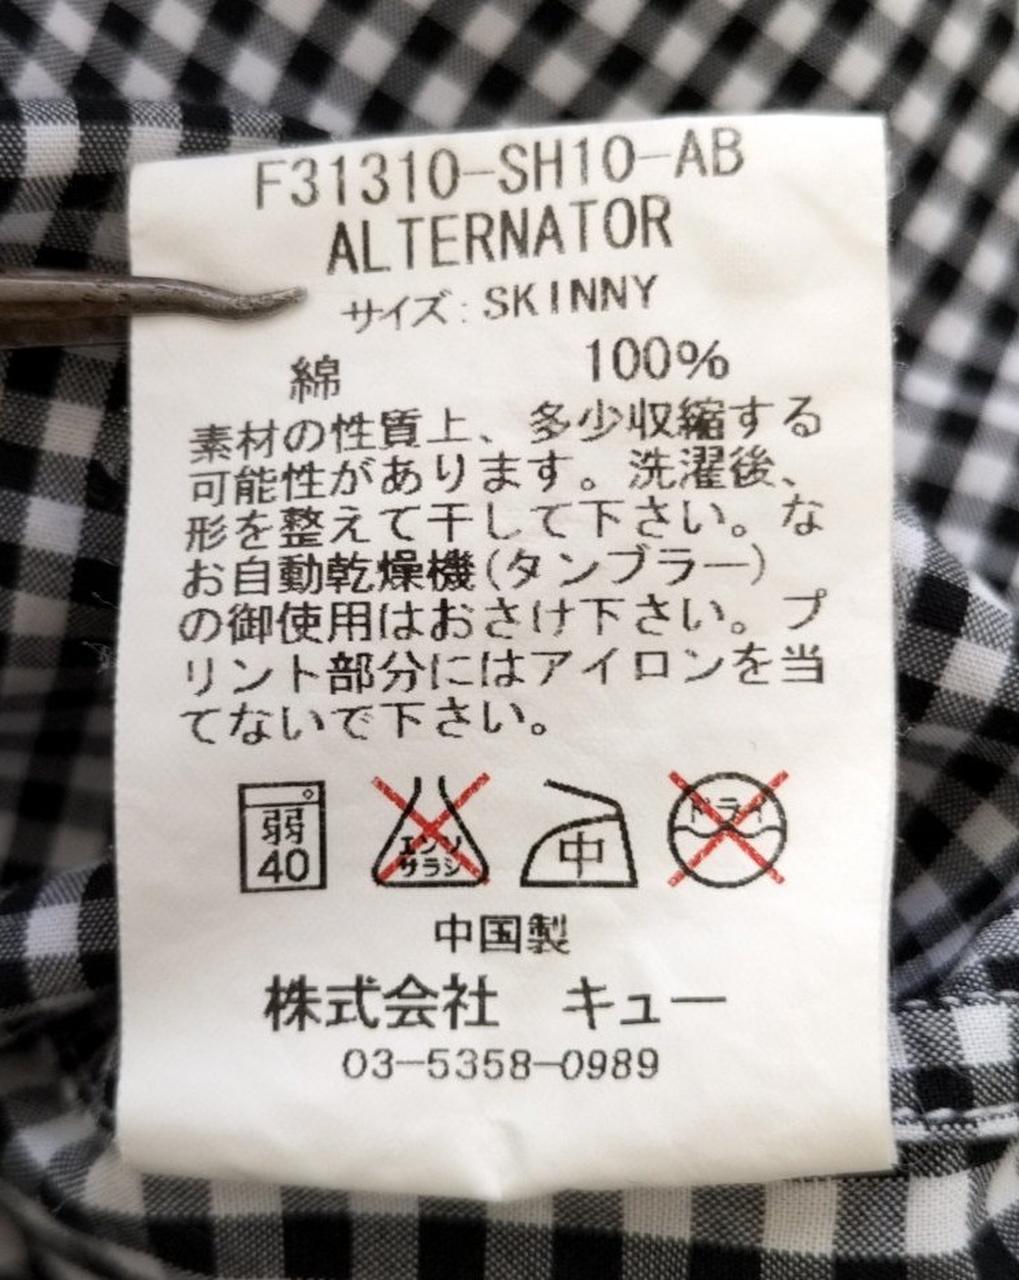 F31310-SH10-AB
ALTERNATOR
サイズ:SKINNY
綿 100%
素材の性質上、多少収縮する
可能性があります。洗濯後、
形を整えて干して下さい。な
お自動乾燥機(タンブラー)
の御使用はおさけ下さい。プ
リント部分にはアイロンを当
てないで下さい。
弱
40
エンソ
サラシ
中
ドライ
中国製
株式会社 キュー
03-5358-0989